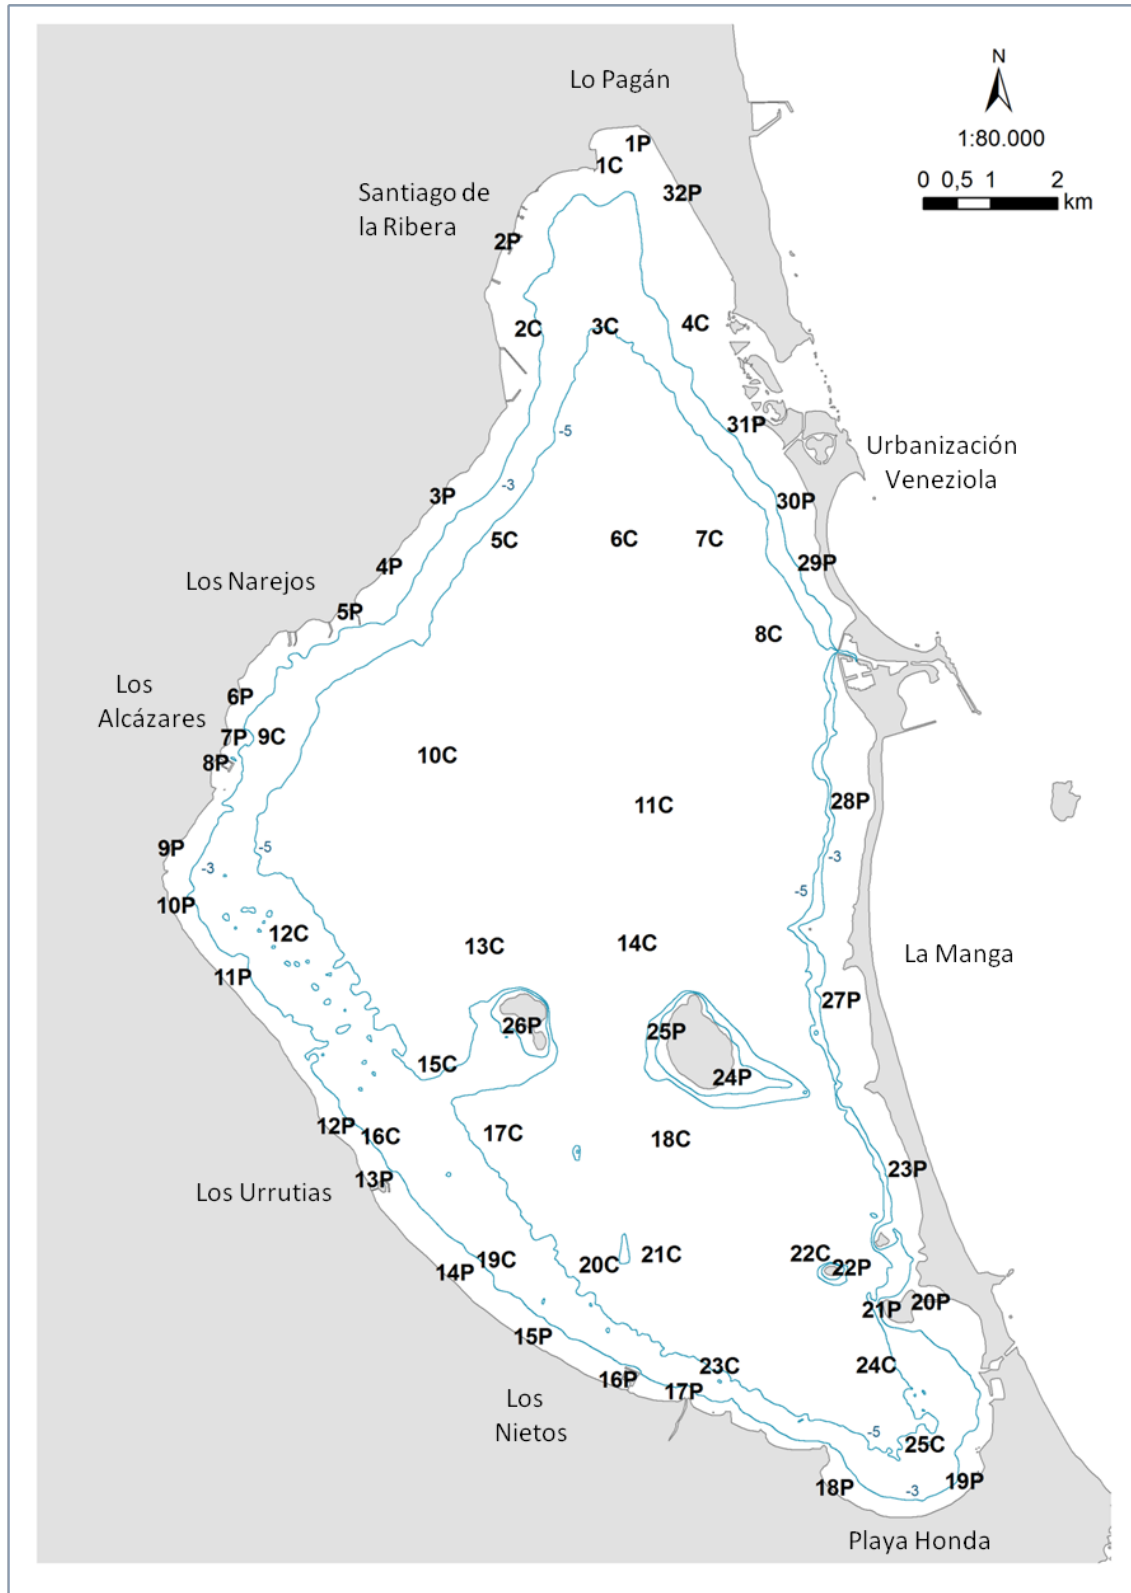 Lo Pagán
N
1:80.000
0 0,5 1 2
km
1P
1C
Santiago de
la Ribera
32P
2P
2C
3C
4C
-5
31P
Urbanización
Veneziola
-3
3P
30P
5C
6C
7C
4P
29P
Los Narejos
5P
8C
Los
Alcázares
6P
7P
9C
8P
10C
11C
28P
9P
-5
-3
-3
-5
10P
12C
13C
14C
La Manga
11P
27P
26P
25P
15C
24P
12P
16C
17C
18C
23P
13P
Los Urrutias
14P
19C
20C
21C
22C
22P
21P
20P
15P
23C
24C
16P
17P
Los
Nietos
-5
25C
18P
-3
19P
Playa Honda